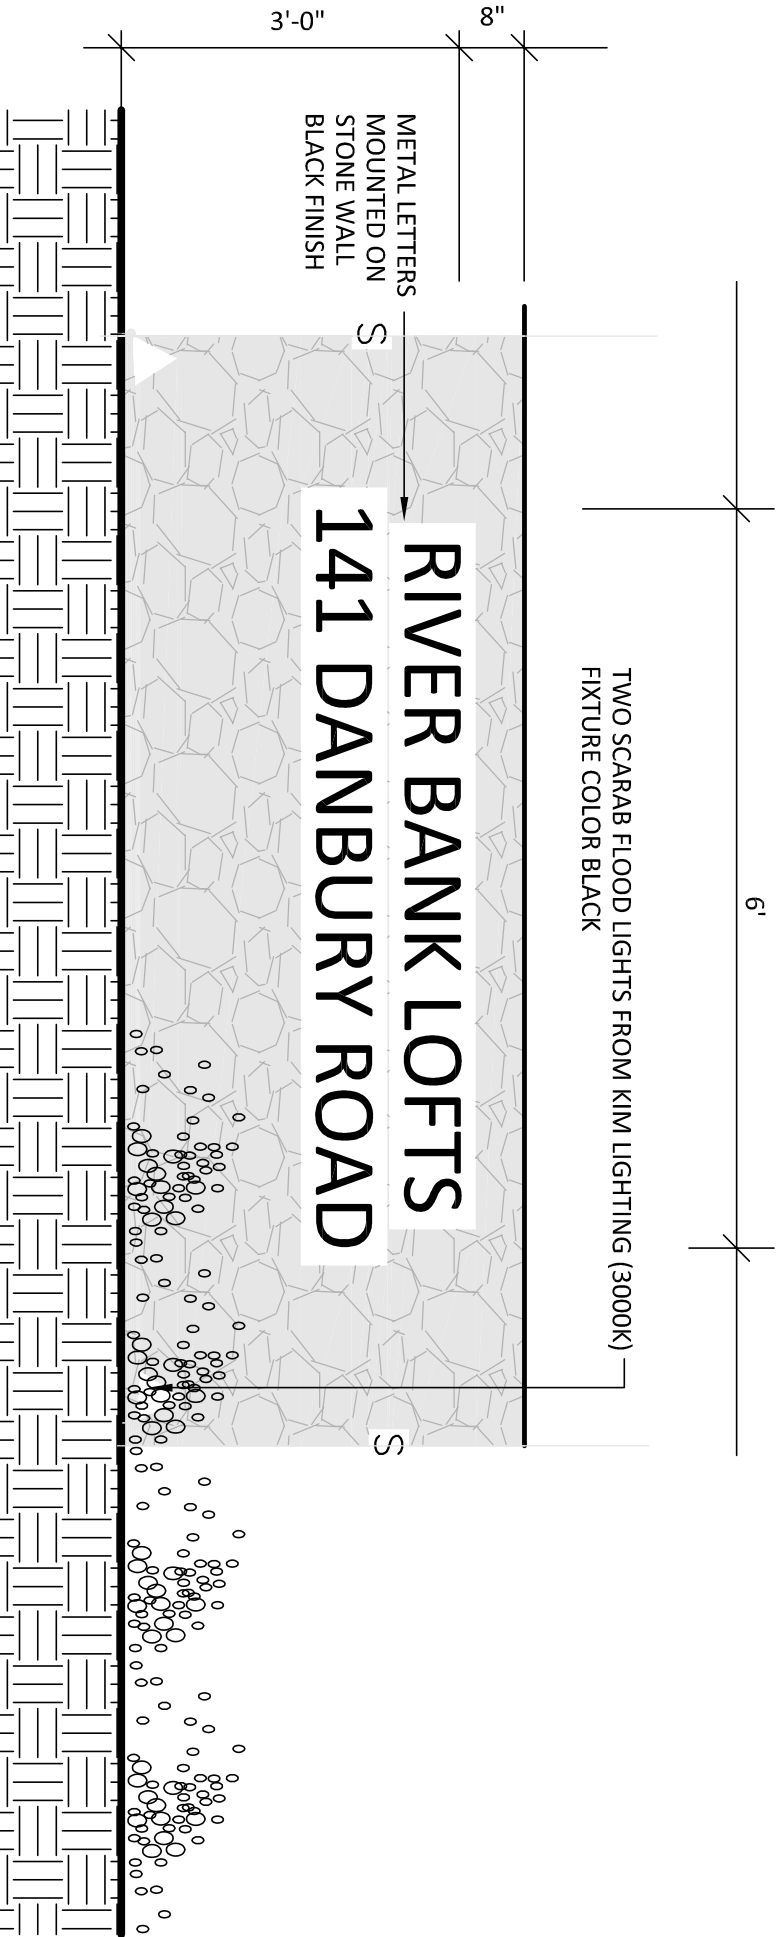 3'-0"
8"
METAL LETTERS
MOUNTED ON
STONE WALL
BLACK FINISH
S
RIVER BANK LOFTS
141 DANBURY ROAD
S
TWO SCARAB FLOOD LIGHTS FROM KIM LIGHTING (3000K)
FIXTURE COLOR BLACK
6'